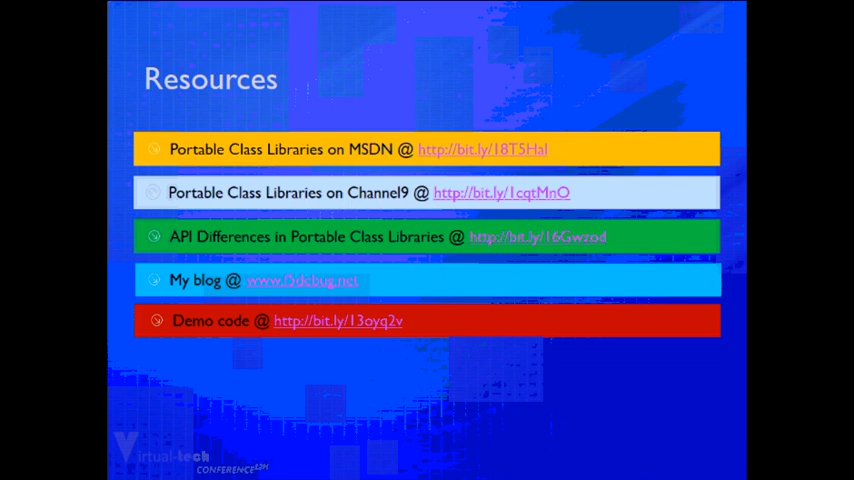 Resources
Portable Class Libraries on MSDN @ http://bit.ly/18T5HaI
Portable Class Libraries on Channel9 @ http://bit.ly/1cqtMnO
API Differences in Portable Class Libraries @ http://bit.ly/16Gwzod
My blog @ www.f5debug.net
Demo code @ http://bit.ly/13oyq2v
Virtual-tech
CONFERENCE